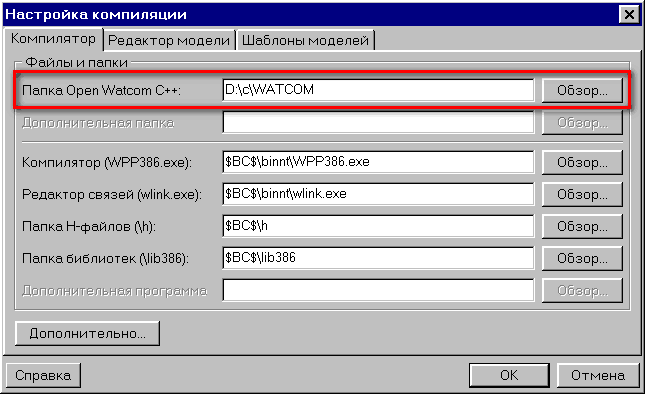 Настройка компиляции
Компилятор Редактор модели Шаблоны моделей
Файлы и папки
Папка Open Watcom C++: D:\c\WATCOM Обзор...
Дополнительная папка Обзор...
Компилятор (WPP386.exe): $BC$\binnt\WPP386.exe Обзор...
Редактор связей (wlink.exe): $BC$\binnt\wlink.exe Обзор...
Папка H-файлов (\h): $BC$\h Обзор...
Папка библиотек (\lib386): $BC$\lib386 Обзор...
Дополнительная программа Обзор...
Дополнительно...
Справка OK Отмена